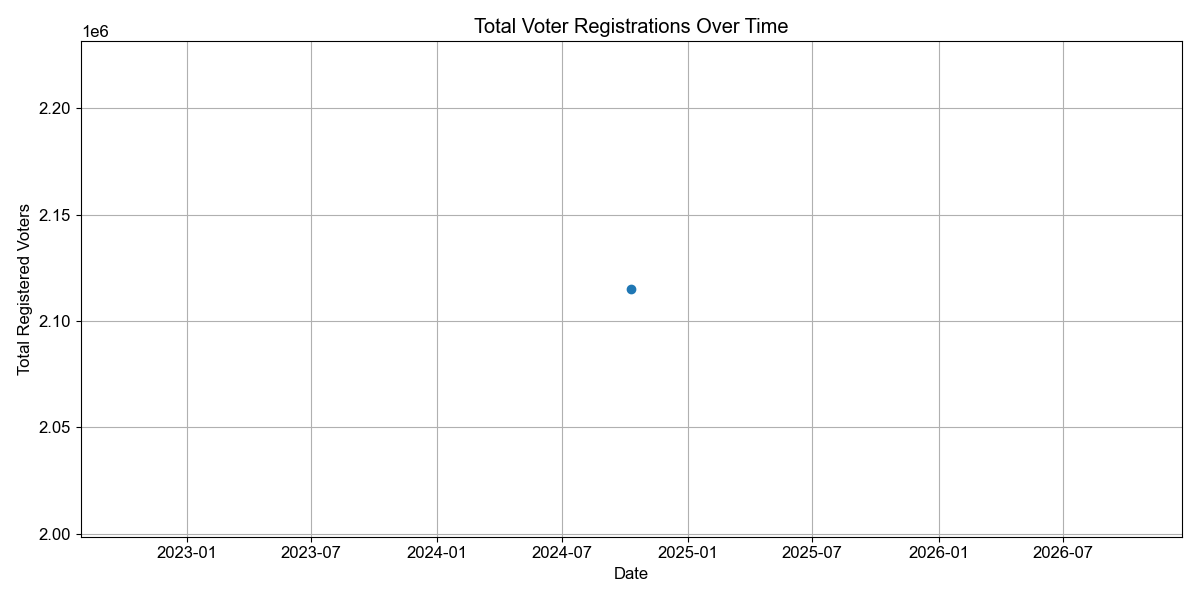 Total Voter Registrations Over Time
1e6
2.20
2.15
2.10
2.05
2.00
Total Registered Voters
2023-01 2023-07 2024-01 2024-07 2025-01 2025-07 2026-01 2026-07
Date